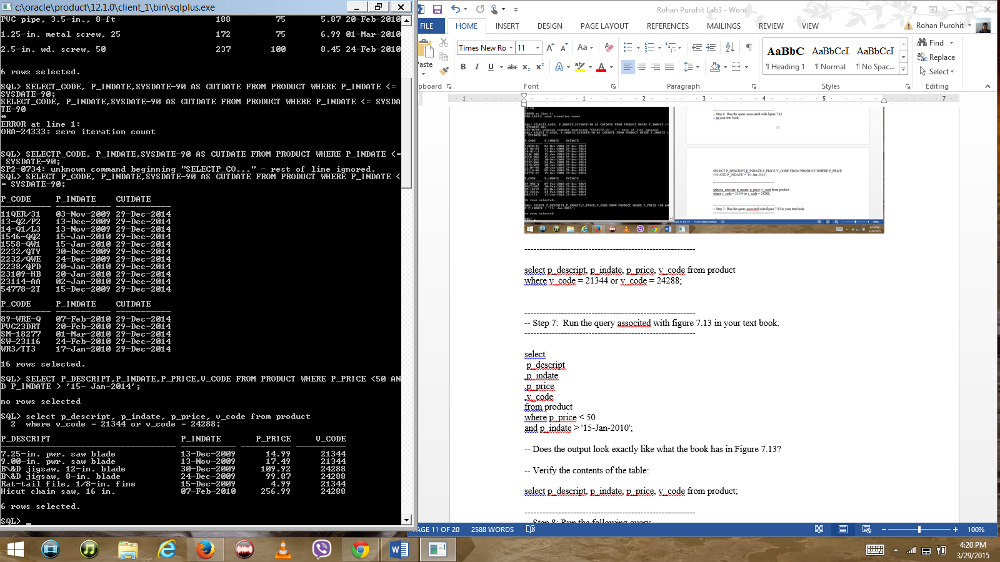 c:\oracle\product\12.1.0\client_1\bin\sqlplus.exe
PVC pipe, 3.5-in., 8-ft 188 75 5.87 20-Feb-2010
1.25-in. metal screw, 25 172 75 6.99 01-Mar-2010
2.5-in. wd. screw, 50 237 100 8.45 24-Feb-2010
6 rows selected.
SQL> SELECT_CODE, P_INDATE,SYSDATE-90 AS CUTDATE FROM PRODUCT WHERE P_INDATE <=
SYSDATE-90;
SELECT_CODE, P_INDATE,SYSDATE-90 AS CUTDATE FROM PRODUCT WHERE P_INDATE <= SYSDA
TE-90
*
ERROR at line 1:
ORA-24333: zero iteration count
SQL> SELECTP_CODE, P_INDATE,SYSDATE-90 AS CUTDATE FROM PRODUCT WHERE P_INDATE <=
SYSDATE-90;
SP2-0734: unknown command beginning "SELECTP_CO..." - rest of line ignored.
SQL> SELECT P_CODE, P_INDATE,SYSDATE-90 AS CUTDATE FROM PRODUCT WHERE P_INDATE <
= SYSDATE-90;
P_CODE P_INDATE CUTDATE
---------- ----------- -----------
11QER/31 03-Nov-2009 29-Dec-2014
13-Q2/P2 13-Dec-2009 29-Dec-2014
14-Q1/L3 13-Nov-2009 29-Dec-2014
1546-QQ2 15-Jan-2010 29-Dec-2014
1558-QW1 15-Jan-2010 29-Dec-2014
2232/QTY 30-Dec-2009 29-Dec-2014
2232/QWE 24-Dec-2009 29-Dec-2014
2238/QPD 20-Jan-2010 29-Dec-2014
23109-HB 20-Jan-2010 29-Dec-2014
23114-AA 02-Jan-2010 29-Dec-2014
54778-2T 15-Dec-2009 29-Dec-2014
P_CODE P_INDATE CUTDATE
---------- ----------- -----------
89-WRE-Q 07-Feb-2010 29-Dec-2014
PVC23DRT 20-Feb-2010 29-Dec-2014
SM-18277 01-Mar-2010 29-Dec-2014
SW-23116 24-Feb-2010 29-Dec-2014
WR3/TT3 17-Jan-2010 29-Dec-2014
16 rows selected.
SQL> SELECT P_DESCRIPT,P_INDATE,P_PRICE,V_CODE FROM PRODUCT WHERE P_PRICE <50 AN
D P_INDATE > '15- Jan-2014';
no rows selected
SQL> select p_descript, p_indate, p_price, v_code from product
2 where v_code = 21344 or v_code = 24288;
P_DESCRIPT P_INDATE P_PRICE V_CODE
----------------------------------- ----------- ---------- ----------
7.25-in. pwr. saw blade 13-Dec-2009 14.99 21344
9.00-in. pwr. saw blade 13-Nov-2009 17.49 21344
B\&D jigsaw, 12-in. blade 30-Dec-2009 109.92 24288
B\&D jigsaw, 8-in. blade 24-Dec-2009 99.87 24288
Rat-tail file, 1/8-in. fine 15-Dec-2009 4.99 21344
Hicut chain saw, 16 in. 07-Feb-2010 256.99 24288
6 rows selected.
SQL> _
Rohan Purohit Lab3 - Word
FILE HOME INSERT DESIGN PAGE LAYOUT REFERENCES MAILINGS REVIEW VIEW Rohan Purohit
Times New Ro 11
Find
Replace
Select
aste
AaBbC AaBbCcI AaBbCcI
¶ Heading 1 ¶ Normal ¶ No Spac...
pboard Font Paragraph Styles Editing
1 1 2 3 4 5 7
-- Step 6: Run the query associated with figure 7.12
-- in your text book.
SELECT P_DESCRIPT,P_INDATE,P_PRICE,V_CODE FROM PRODUCT WHERE P_PRICE
<50 AND P_INDATE > '15- Jan-2014';
select p_descript, p_indate, p_price, v_code from product
where v_code = 21344 or v_code = 24288;
-- Step 7: Run the query associted with figure 7.13 in your text book.
--------------------------------------------------------
select p_descript, p_indate, p_price, v_code from product
where v_code = 21344 or v_code = 24288;
--------------------------------------------------------
-- Step 7: Run the query associted with figure 7.13 in your text book.
--------------------------------------------------------
select
p_descript
,p_indate
,p_price
,v_code
from product
where p_price < 50
and p_indate > '15-Jan-2010';
-- Does the output look exactly like what the book has in Figure 7.13?
-- Verify the contents of the table:
select p_descript, p_indate, p_price, v_code from product;
--------------------------------------------------------
-- Step 8: Run the following query
PAGE 11 OF 20 2588 WORDS 100%
4:20 PM
3/29/2015